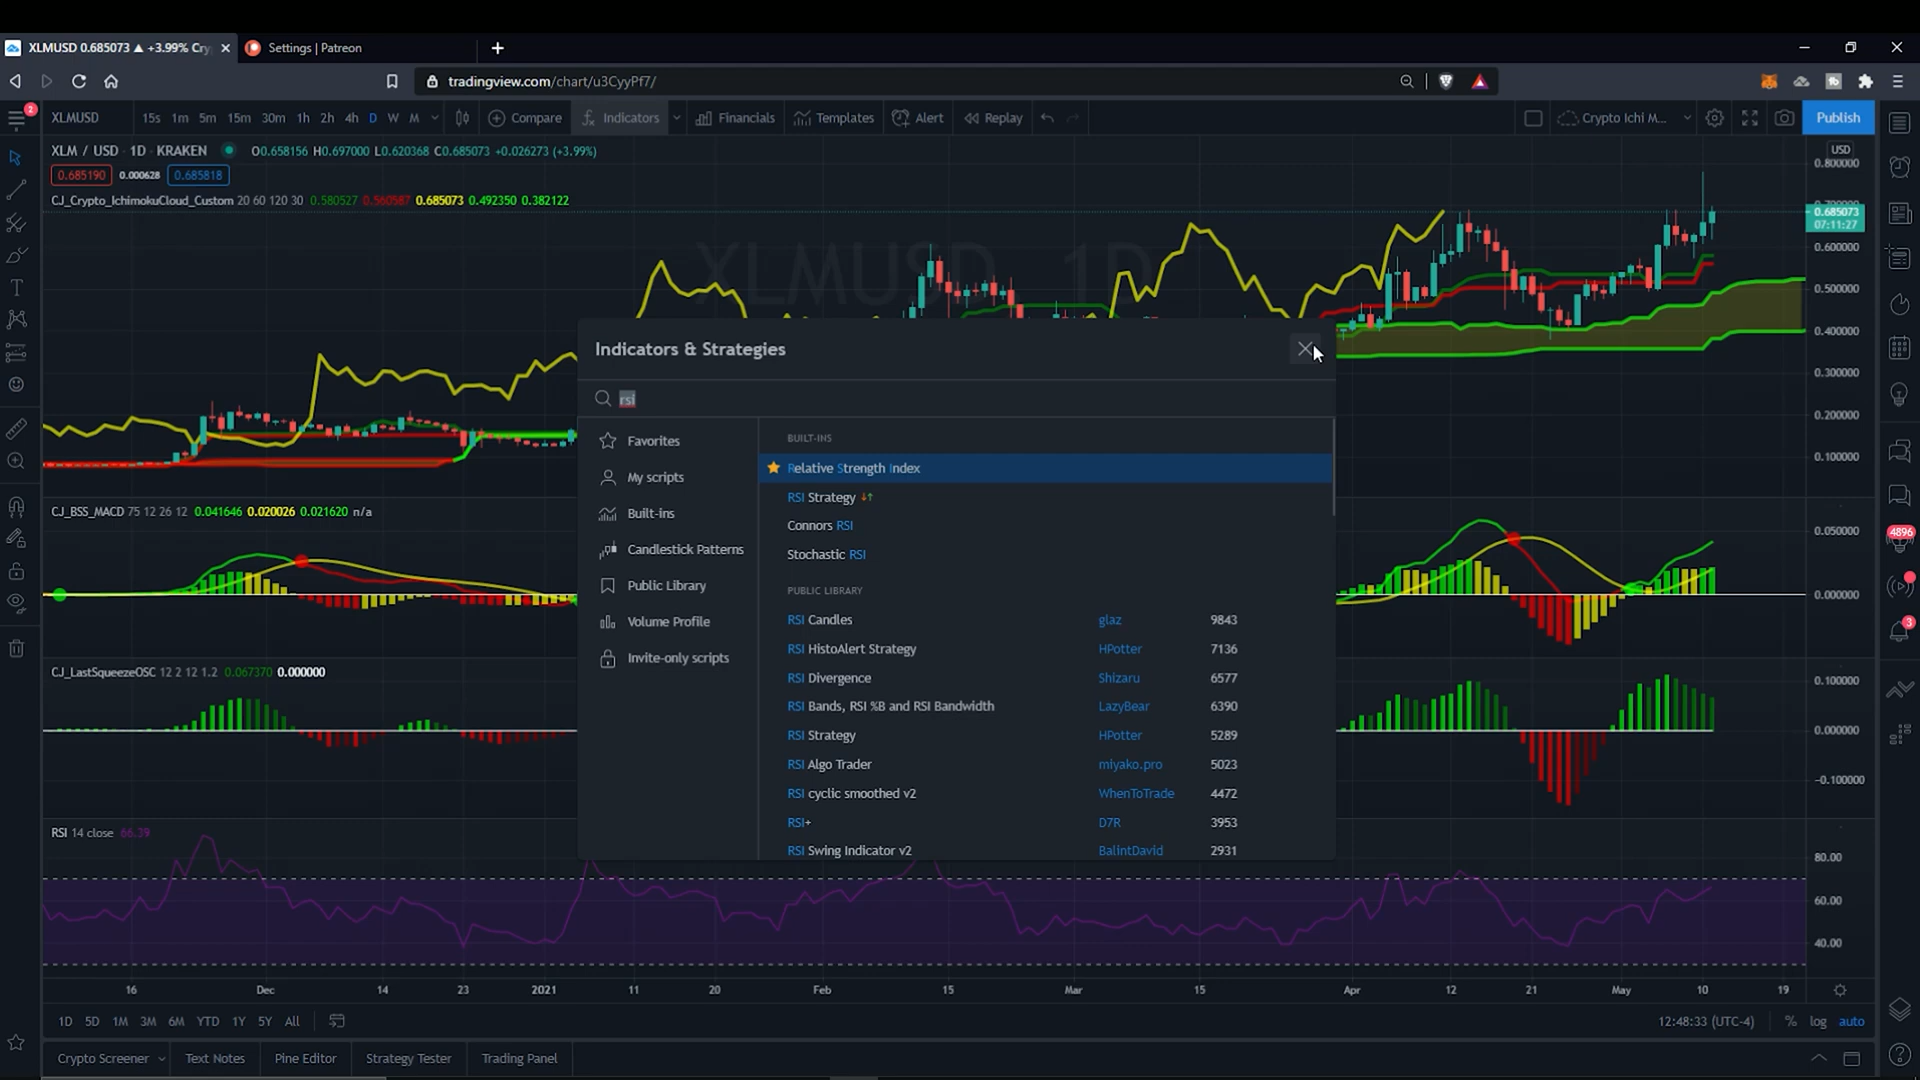 XLMUSD 0.685073 ▲ +3.99% Cry
Settings | Patreon
tradingview.com/chart/u3CyyPf7/
2
XLMUSD 15s 1m 5m 15m 30m 1h 2h 4h D W M Compare Indicators Financials Templates Alert Replay Crypto Ichi M... Publish
XLM / USD 1D KRAKEN O0.658156 H0.697000 L0.620368 C0.685073 +0.026273 (+3.99%)
USD
0.800000
0.685190 0.000628 0.685818
CJ_Crypto_IchimokuCloud_Custom 20 60 120 30 0.580527 0.560587 0.685073 0.492350 0.382122
0.685073
07:11:27
XLMUSD 1D
0.600000
0.500000
0.400000
0.300000
0.200000
0.100000
Indicators & Strategies
rsi
Favorites
My scripts
Built-ins
Candlestick Patterns
Public Library
Volume Profile
Invite-only scripts
BUILT-INS
Relative Strength Index
RSI Strategy
Connors RSI
Stochastic RSI
PUBLIC LIBRARY
RSI Candles glaz 9843
RSI HistoAlert Strategy HPotter 7136
RSI Divergence Shizaru 6577
RSI Bands, RSI %B and RSI Bandwidth LazyBear 6390
RSI Strategy HPotter 5289
RSI Algo Trader miyako.pro 5023
RSI cyclic smoothed v2 WhenToTrade 4472
RSI+ D7R 3953
RSI Swing Indicator v2 BalintDavid 2931
CJ_BSS_MACD 75 12 26 12 0.041646 0.020026 0.021620 n/a
0.050000
0.000000
4896
3
CJ_LastSqueezeOSC 12 2 12 1.2 0.067370 0.000000
0.100000
0.000000
-0.100000
RSI 14 close 66.39
80.00
60.00
40.00
16 Dec 14 23 2021 11 20 Feb 15 Mar 15 Apr 12 21 May 10 19
1D 5D 1M 3M 6M YTD 1Y 5Y All
12:48:33 (UTC-4) % log auto
Crypto Screener Text Notes Pine Editor Strategy Tester Trading Panel